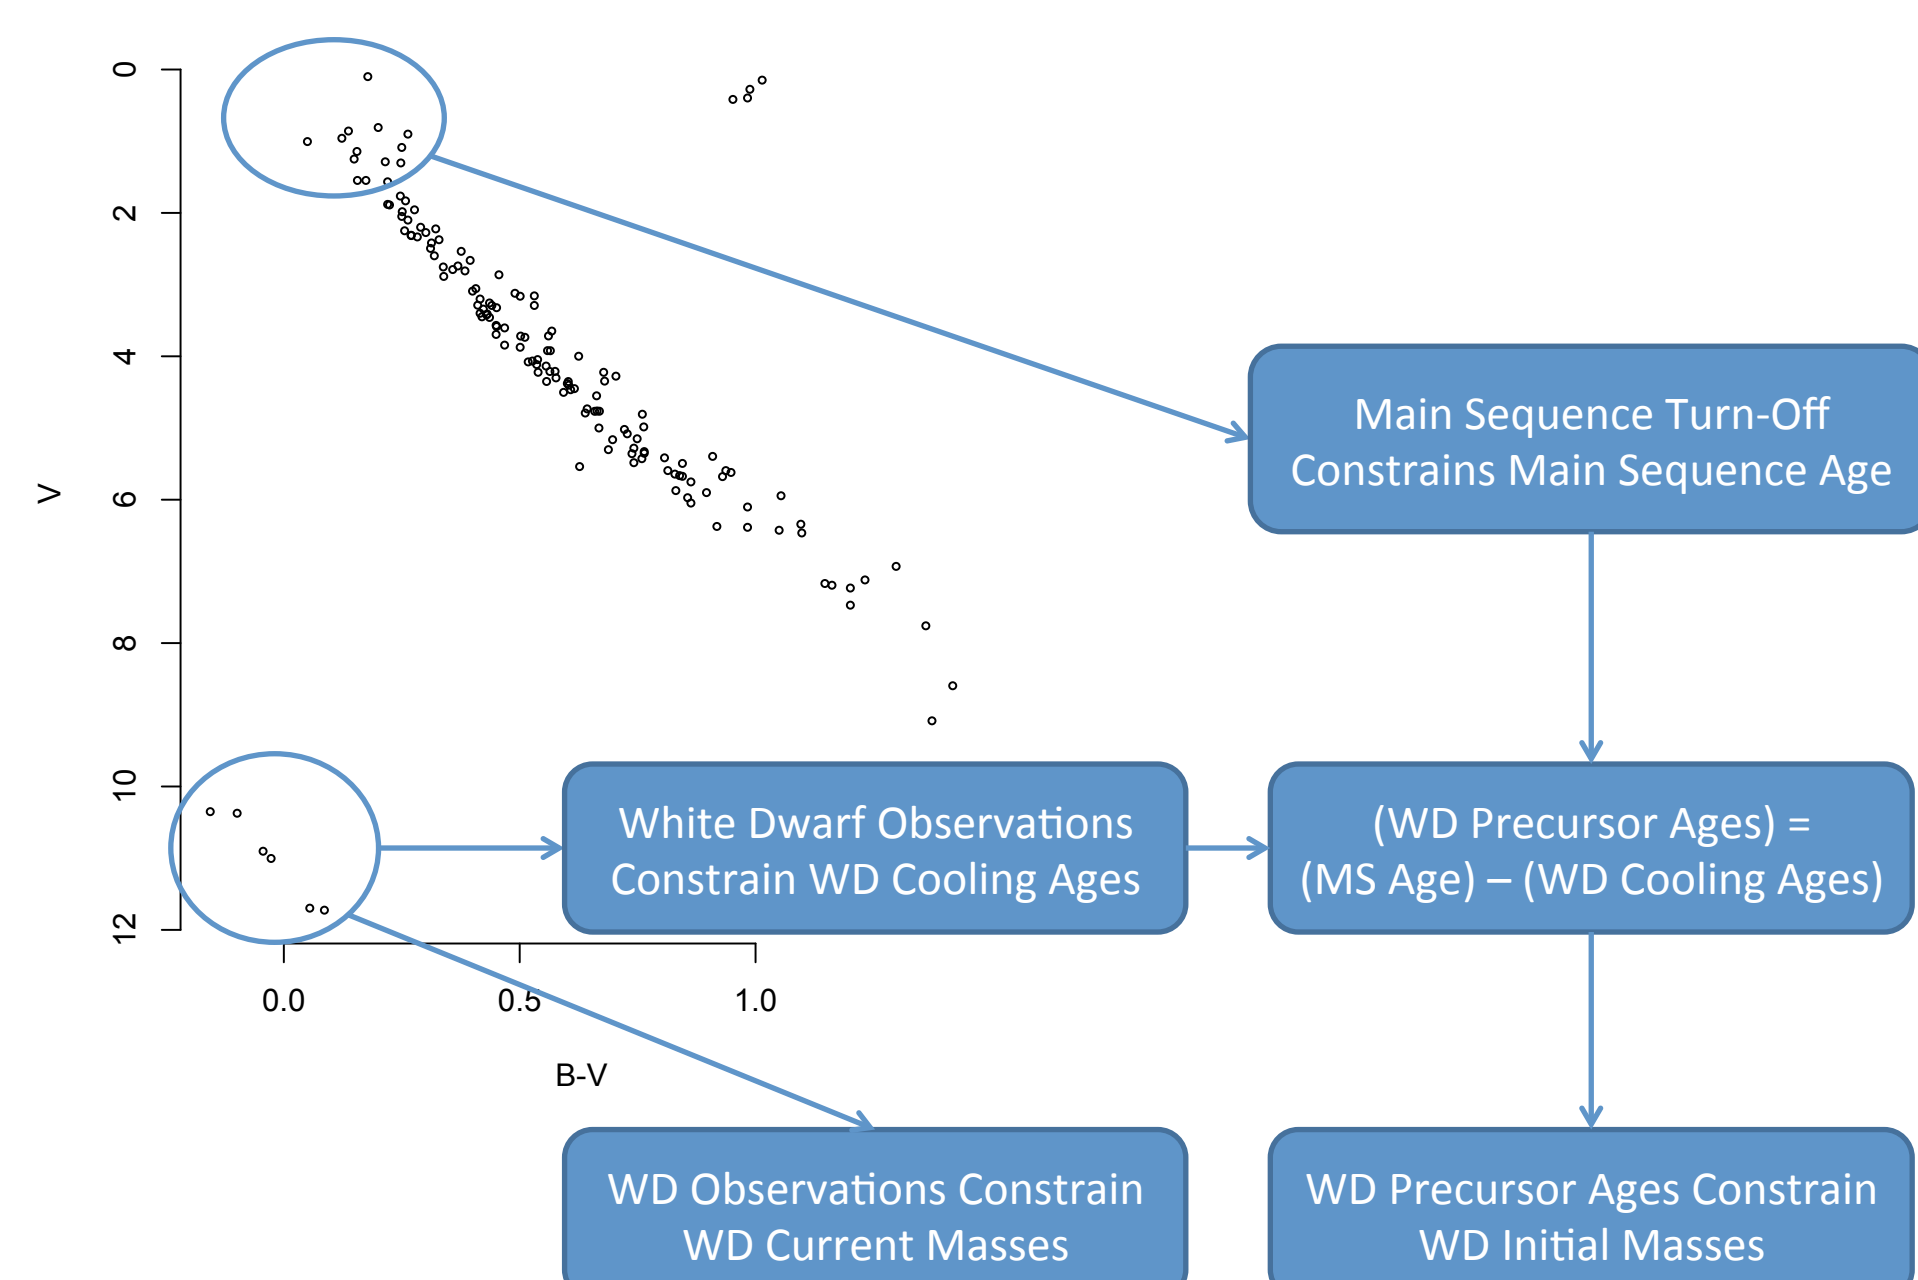 0
2
4
6
8
10
12
V
0.0
0.5
1.0
B-V
Main Sequence Turn-Off
Constrains Main Sequence Age
White Dwarf Observations
Constrain WD Cooling Ages
(WD Precursor Ages) =
(MS Age) – (WD Cooling Ages)
WD Observations Constrain
WD Current Masses
WD Precursor Ages Constrain
WD Initial Masses